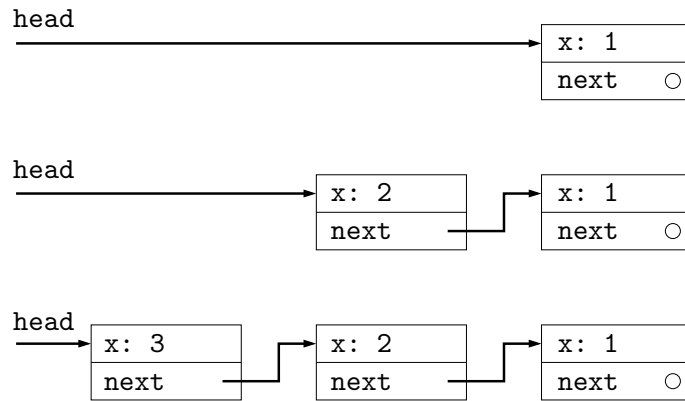 head
x: 1
next
head
x: 2 x: 1
next next
head
x: 3 x: 2 x: 1
next next next